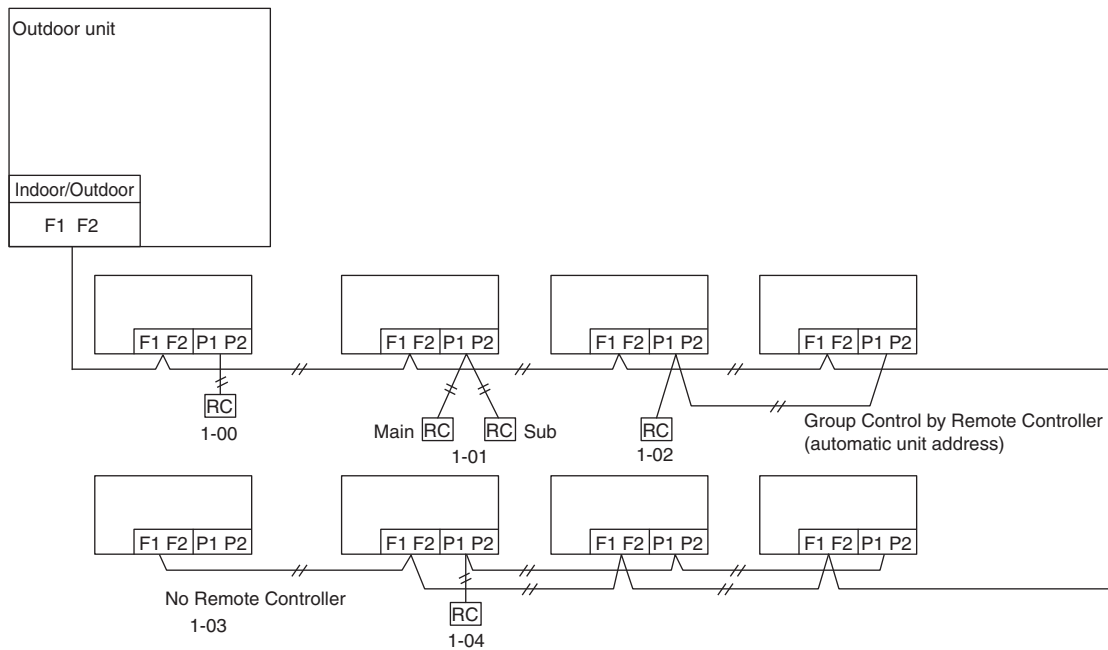 Outdoor unit
Indoor/Outdoor
F1 F2
F1 F2 P1 P2
F1 F2 P1 P2
F1 F2 P1 P2
F1 F2 P1 P2
RC
1-00
Main RC RC Sub
1-01
RC
1-02
Group Control by Remote Controller
(automatic unit address)
F1 F2 P1 P2
F1 F2 P1 P2
F1 F2 P1 P2
F1 F2 P1 P2
No Remote Controller
1-03
RC
1-04